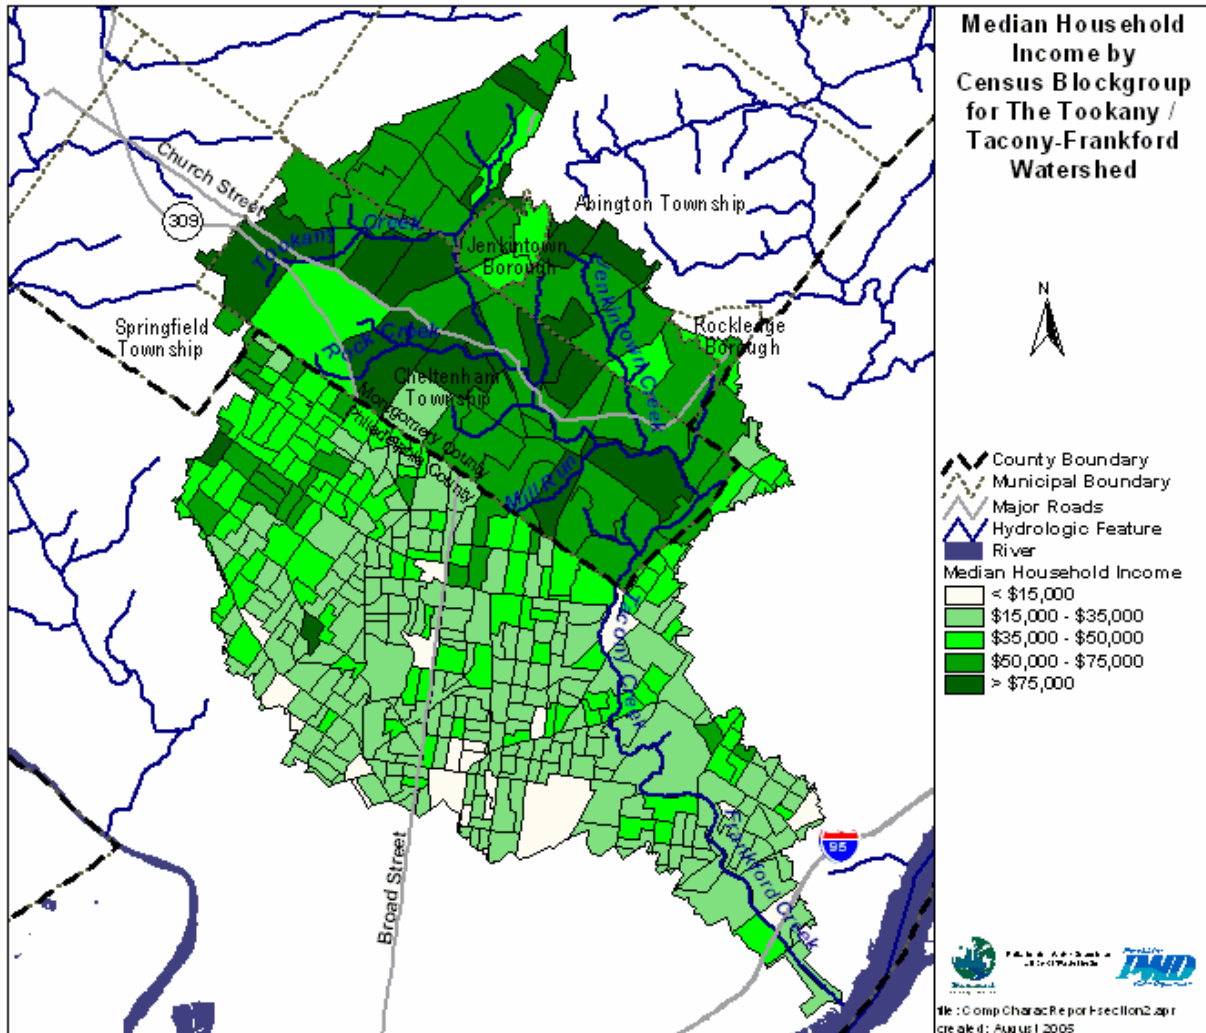 Median Household
Income by
Census Blockgroup
for The Tookany /
Tacony-Frankford
Watershed
Church Street
309
Tookany Creek
Abington Township
Jenkintown
Borough
Jenkintown Creek
Rockledge
Borough
Springfield
Township
Rock Creek
Cheltenham
Township
Montgomery County
Philadelphia County
Mill Run
Tacony Creek
Frankford Creek
Broad Street
95
N
County Boundary
Municipal Boundary
Major Roads
Hydrologic Feature
River
Median Household Income
< $15,000
$15,000 - $35,000
$35,000 - $50,000
$50,000 - $75,000
> $75,000
PWD
file: CompCharacReport-section2.apr
created: August 2005